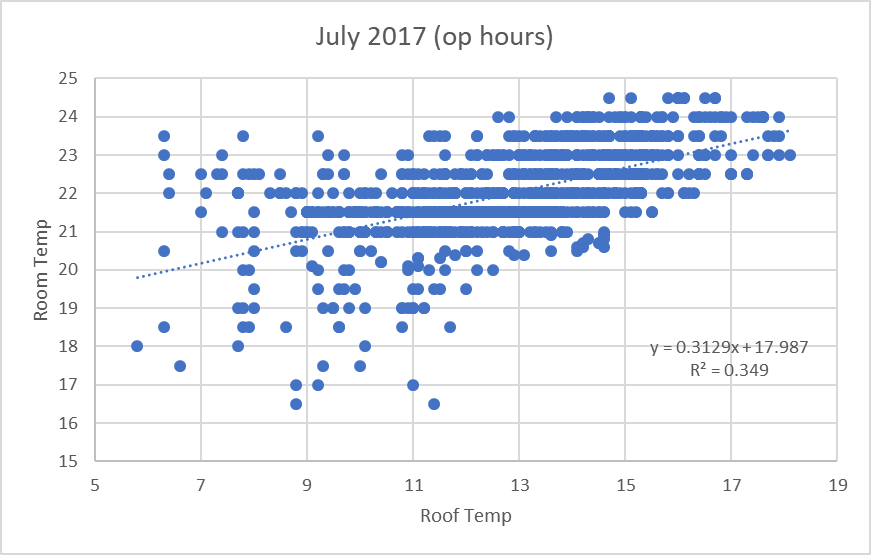 July 2017 (op hours)
25
24
23
22
21
20
19
18
17
16
15
Room Temp
y = 0.3129x + 17.987
R² = 0.349
5 7 9 11 13 15 17 19
Roof Temp